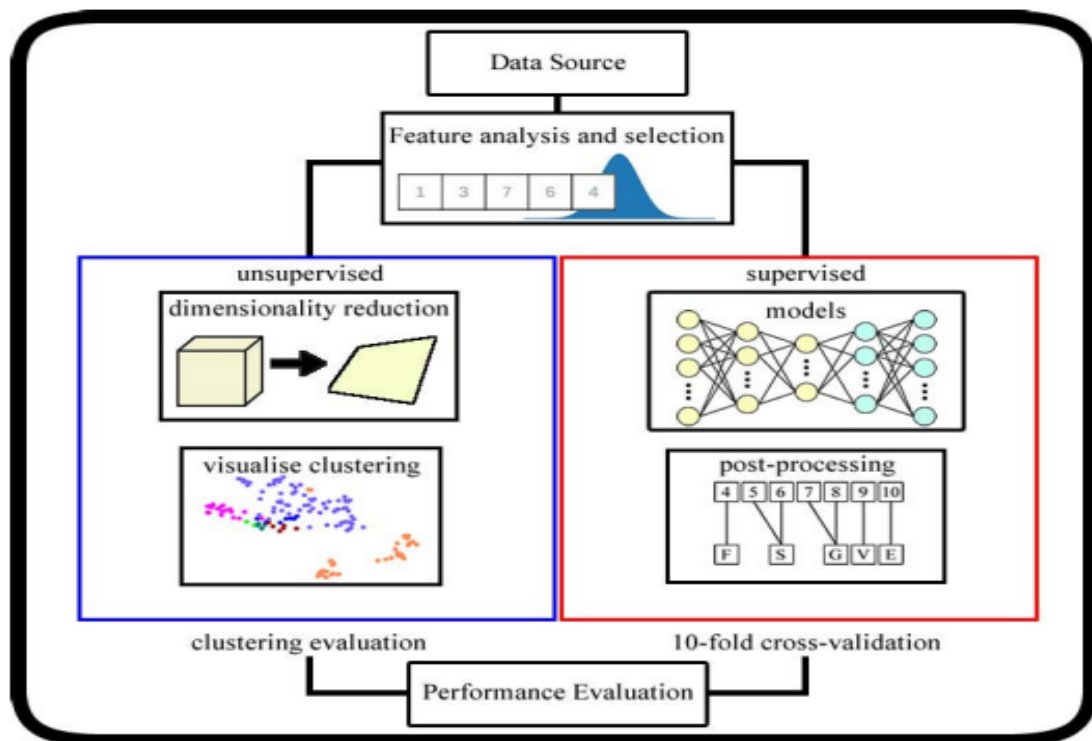 Data Source
Feature analysis and selection
1 3 7 6 4
unsupervised
dimensionality reduction
visualise clustering
supervised
models
post-processing
4 5 6 7 8 9 10
F S G V E
clustering evaluation
10-fold cross-validation
Performance Evaluation